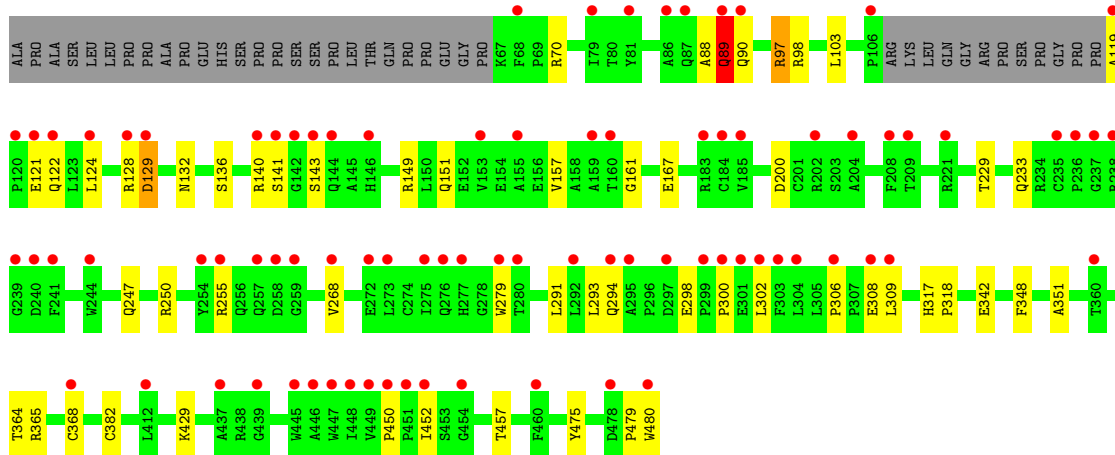 ALA PRO ALA SER LEU LEU LEU PRO PRO ALA PRO GLU HIS SER PRO PRO SER SER PRO LEU THR GLN PRO PRO GLU GLY PRO K67 F68 P69 R70 I79 T80 Y81 A86 Q87 A88 Q89 Q90 R97 R98 L103 P106 ARG LYS LEU GLN GLY ARG PRO SER PRO GLY PRO PRO A119
P120 E121 Q122 L123 L124 R128 D129 N132 S136 R140 S141 G142 S143 Q144 A145 H146 R149 L150 Q151 E152 V153 E154 A155 E156 V157 A158 A159 T160 G161 E167 R183 C184 V185 D200 C201 R202 S203 A204 F208 T209 R221 T229 Q233 R234 C235 P236 G237 R238
G239 D240 F241 W244 Q247 R250 Y254 R255 Q256 Q257 D258 G259 V268 E272 L273 C274 I275 Q276 H277 G278 W279 T280 L291 L292 L293 Q294 A295 P296 D297 E298 P299 P300 E301 L302 F303 L304 L305 P306 P307 E308 L309 H317 P318 E342 F348 A351 T360
T364 R365 C368 C382 L412 K429 A437 R438 G439 W445 A446 W447 I448 V449 P450 P451 I452 S453 G454 T457 F460 Y475 D478 P479 W480